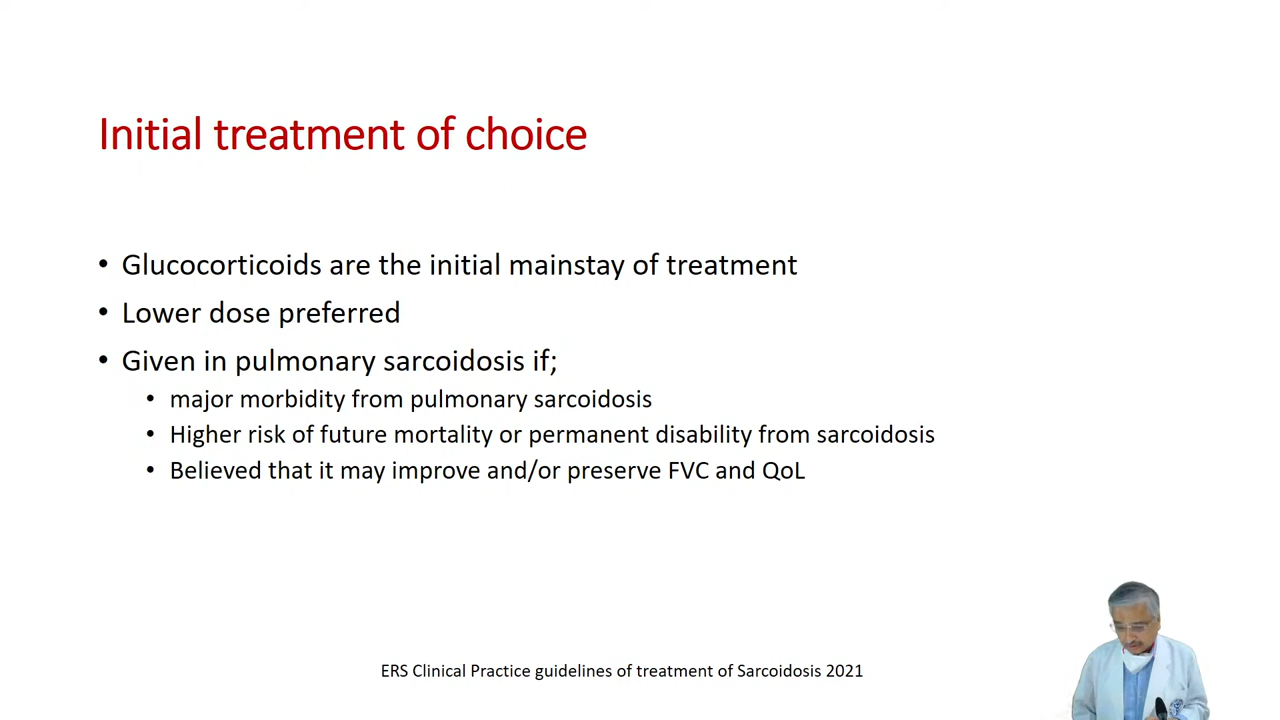 Initial treatment of choice
• Glucocorticoids are the initial mainstay of treatment
• Lower dose preferred
• Given in pulmonary sarcoidosis if;
• major morbidity from pulmonary sarcoidosis
• Higher risk of future mortality or permanent disability from sarcoidosis
• Believed that it may improve and/or preserve FVC and QoL
ERS Clinical Practice guidelines of treatment of Sarcoidosis 2021